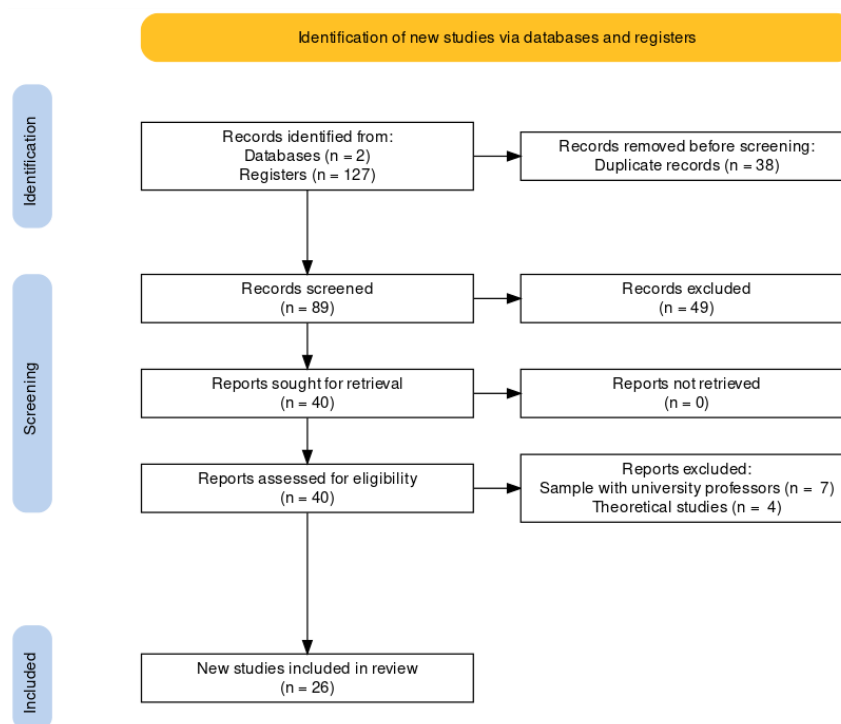 Identification of new studies via databases and registers
Identification
Records identified from:
Databases (n = 2)
Registers (n = 127)
Records removed before screening:
Duplicate records (n = 38)
Screening
Records screened
(n = 89)
Records excluded
(n = 49)
Reports sought for retrieval
(n = 40)
Reports not retrieved
(n = 0)
Reports assessed for eligibility
(n = 40)
Reports excluded:
Sample with university professors (n = 7)
Theoretical studies (n = 4)
Included
New studies included in review
(n = 26)